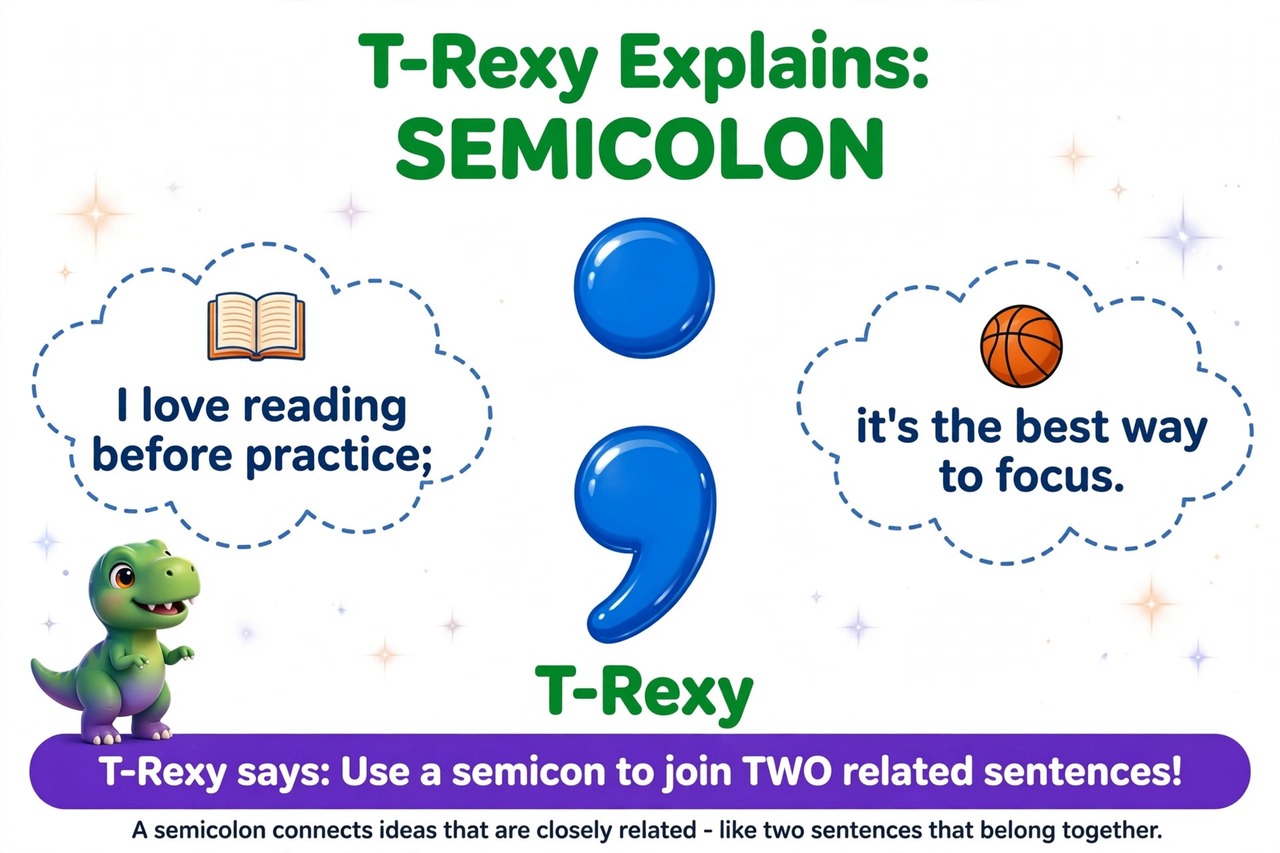 T-Rexy Explains:
SEMICOLON
I love reading
before practice;
it's the best way
to focus.
;
T-Rexy
T-Rexy says: Use a semicon to join TWO related sentences!
A semicolon connects ideas that are closely related - like two sentences that belong together.